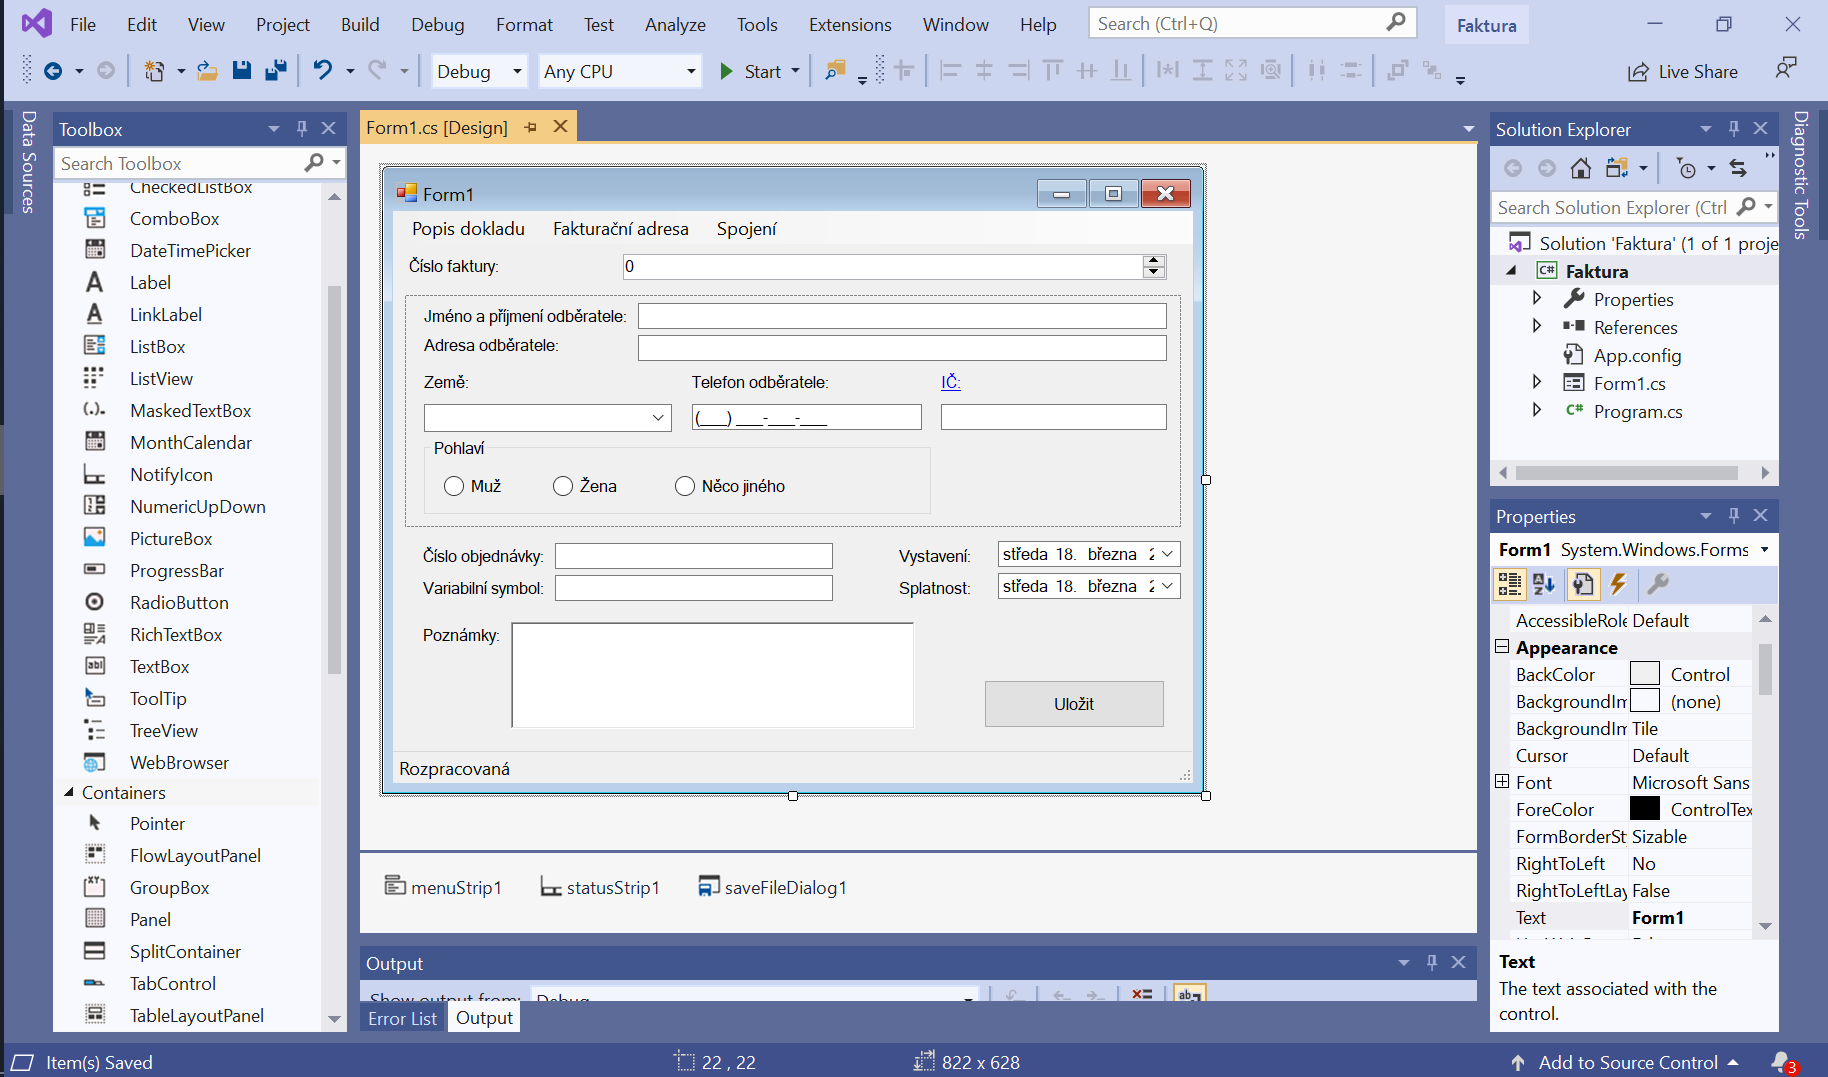 File Edit View Project Build Debug Format Test Analyze Tools Extensions Window Help Search (Ctrl+Q) Faktura
Debug Any CPU Start Live Share
Data Sources
Toolbox
Search Toolbox
CheckedListBox
ComboBox
DateTimePicker
Label
LinkLabel
ListBox
ListView
MaskedTextBox
MonthCalendar
NotifyIcon
NumericUpDown
PictureBox
ProgressBar
RadioButton
RichTextBox
TextBox
ToolTip
TreeView
WebBrowser
Containers
Pointer
FlowLayoutPanel
GroupBox
Panel
SplitContainer
TabControl
TableLayoutPanel
Form1.cs [Design]
Form1
Popis dokladu Fakturační adresa Spojení
Číslo faktury: 0
Jméno a příjmení odběratele:
Adresa odběratele:
Země: Telefon odběratele: IČ:
(___) ___-___-___
Pohlaví
Muž Žena Něco jiného
Číslo objednávky: Vystavení: středa 18. března 2
Variabilní symbol: Splatnost: středa 18. března 2
Poznámky:
Uložit
Rozpracovaná
menuStrip1 statusStrip1 saveFileDialog1
Output
Show output from: Debug
Error List Output
Solution Explorer
Search Solution Explorer (Ctrl
Solution 'Faktura' (1 of 1 proje
C# Faktura
Properties
References
App.config
Form1.cs
C# Program.cs
Properties
Form1 System.Windows.Forms
AccessibleRole Default
Appearance
BackColor Control
BackgroundIm (none)
BackgroundIm Tile
Cursor Default
Font Microsoft Sans
ForeColor ControlTex
FormBorderSt Sizable
RightToLeft No
RightToLeftLay False
Text Form1
Text
The text associated with the
control.
Diagnostic Tools
Item(s) Saved 22 , 22 822 x 628 Add to Source Control 3